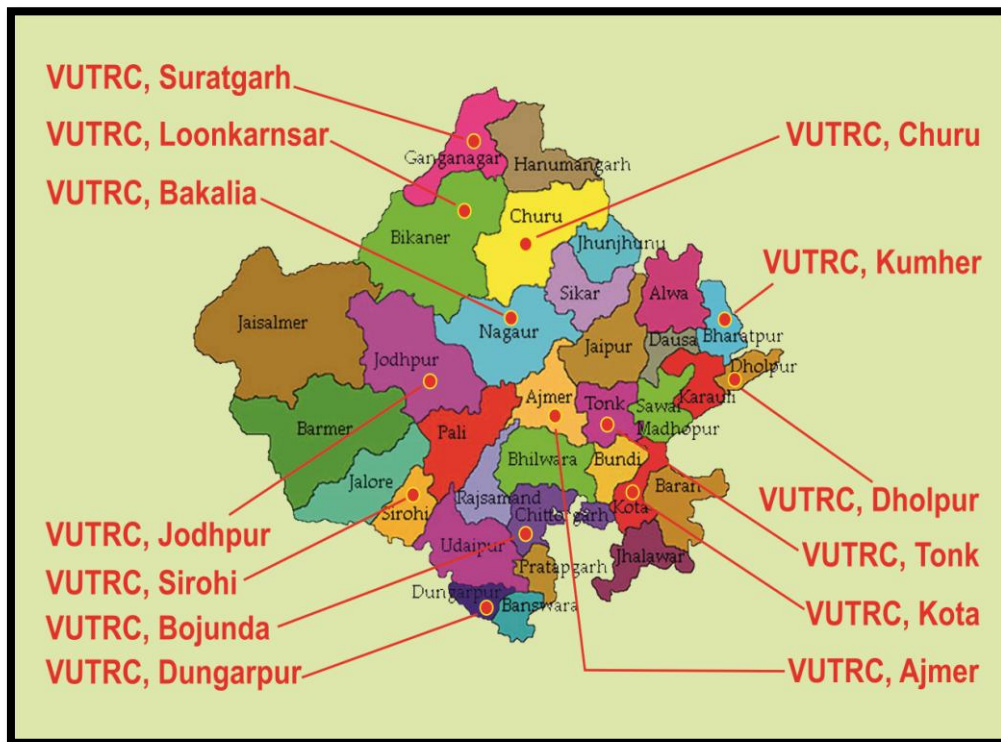 VUTRC, Suratgarh
VUTRC, Loonkarnsar
VUTRC, Bakalia
VUTRC, Churu
VUTRC, Kumher
Ganganagar
Hanumangarh
Churu
Bikaner
Jhunjhunu
Sikar
Alwa
Jaisalmer
Nagaur
Jaipur
Dausa
Bharatpur
Jodhpur
Dholpur
Karauli
Ajmer
Tonk
Sawai
Madhopur
Barmer
Pali
Bhilwara
Bundi
Jalore
Rajsamand
Kota
Baran
Sirohi
Chittorgarh
Udaipur
Pratapgarh
Jhalawar
Dungarpur
Banswara
VUTRC, Jodhpur
VUTRC, Sirohi
VUTRC, Bojunda
VUTRC, Dungarpur
VUTRC, Dholpur
VUTRC, Tonk
VUTRC, Kota
VUTRC, Ajmer